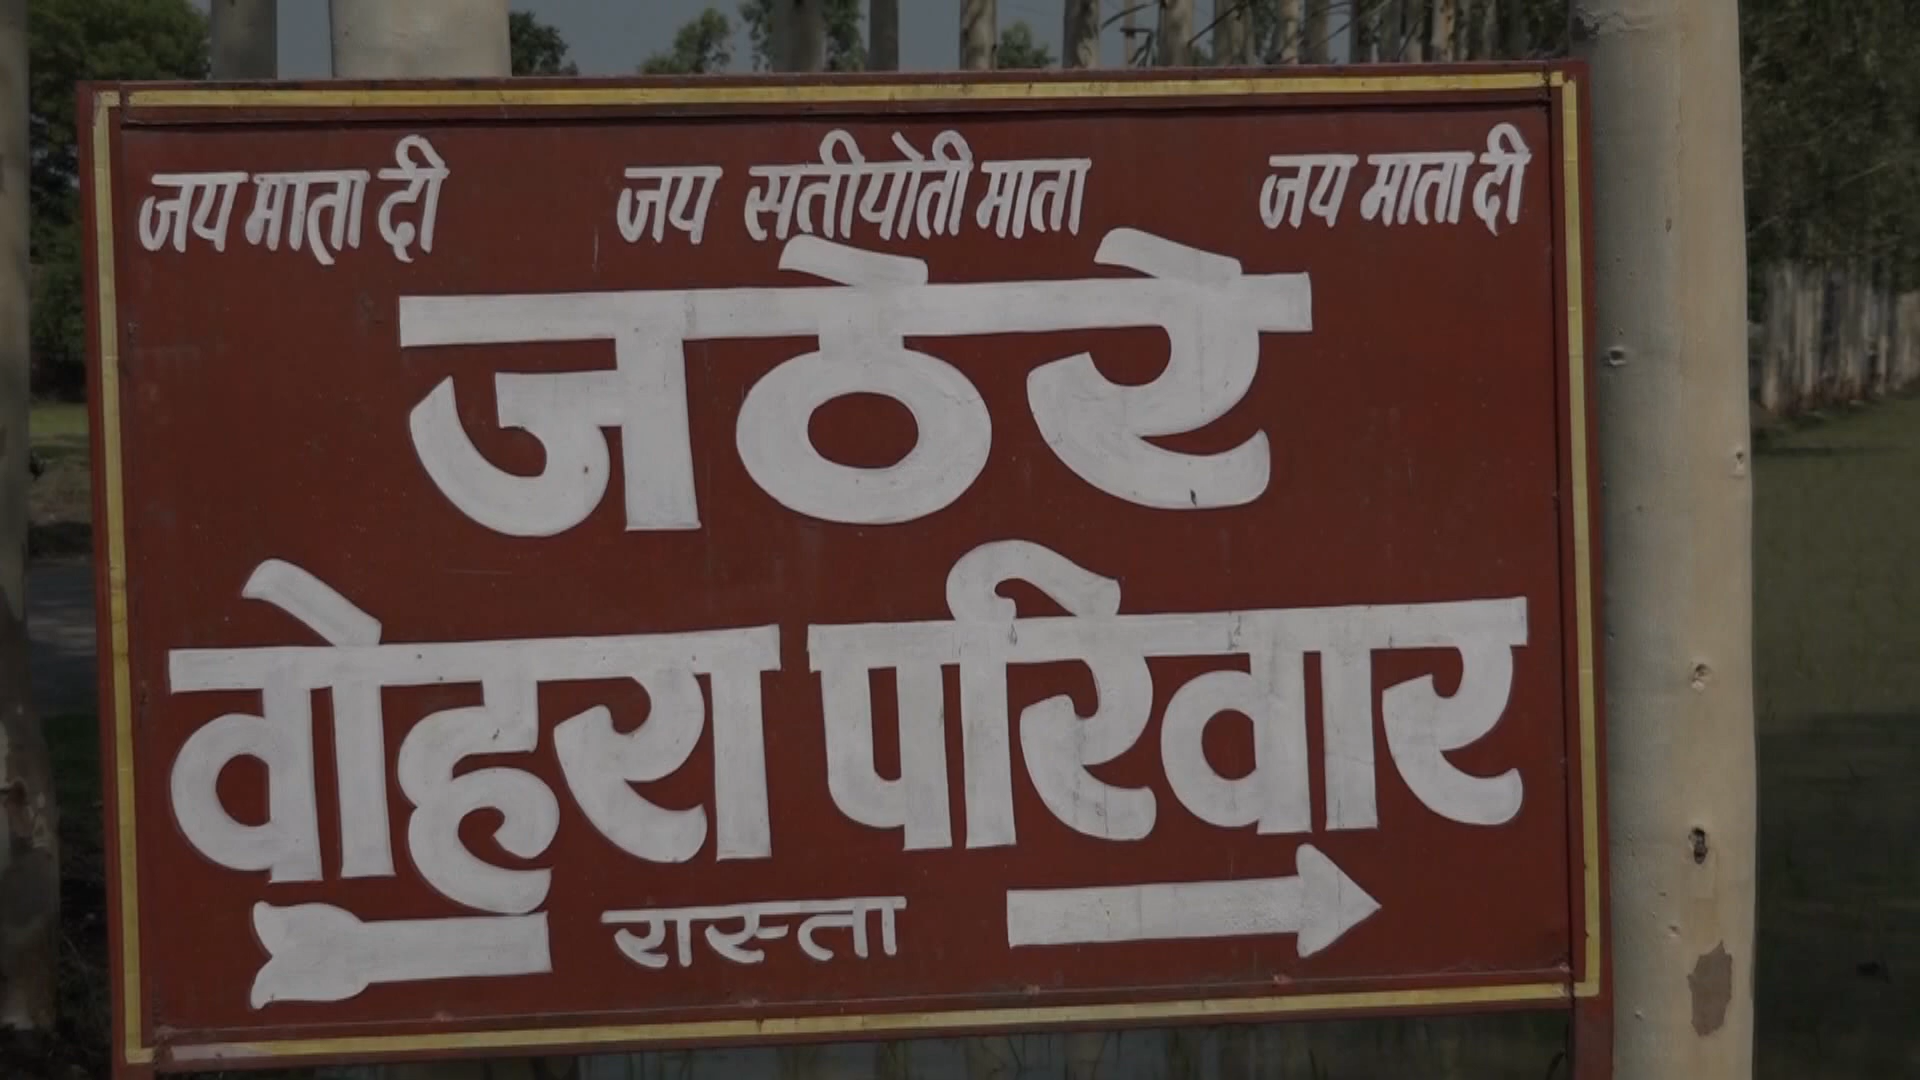 जय माता दी जय सतीयोती माता जय माता दी
जठेरे
वोहरा परिवार
रास्ता